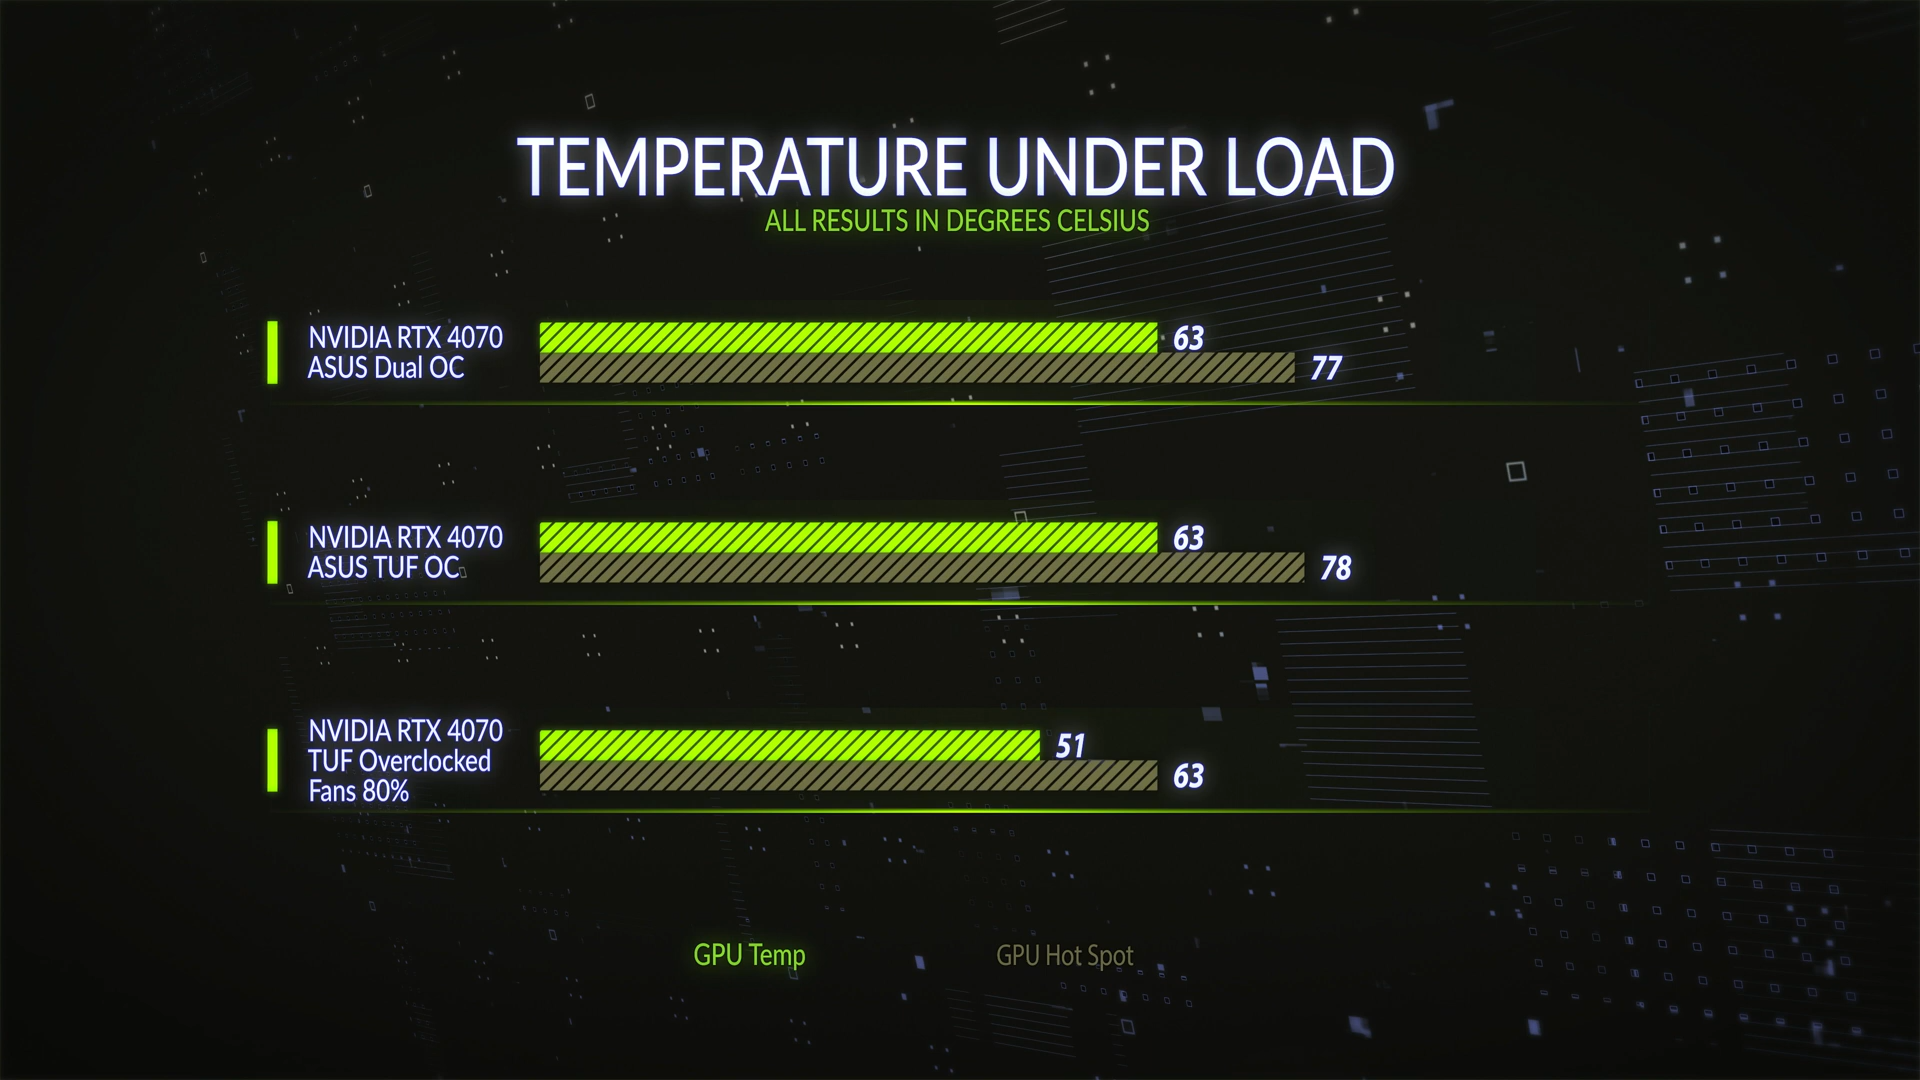 TEMPERATURE UNDER LOAD
ALL RESULTS IN DEGREES CELSIUS
NVIDIA RTX 4070
ASUS Dual OC
63
77
NVIDIA RTX 4070
ASUS TUF OC
63
78
NVIDIA RTX 4070
TUF Overclocked
Fans 80%
51
63
GPU Temp
GPU Hot Spot